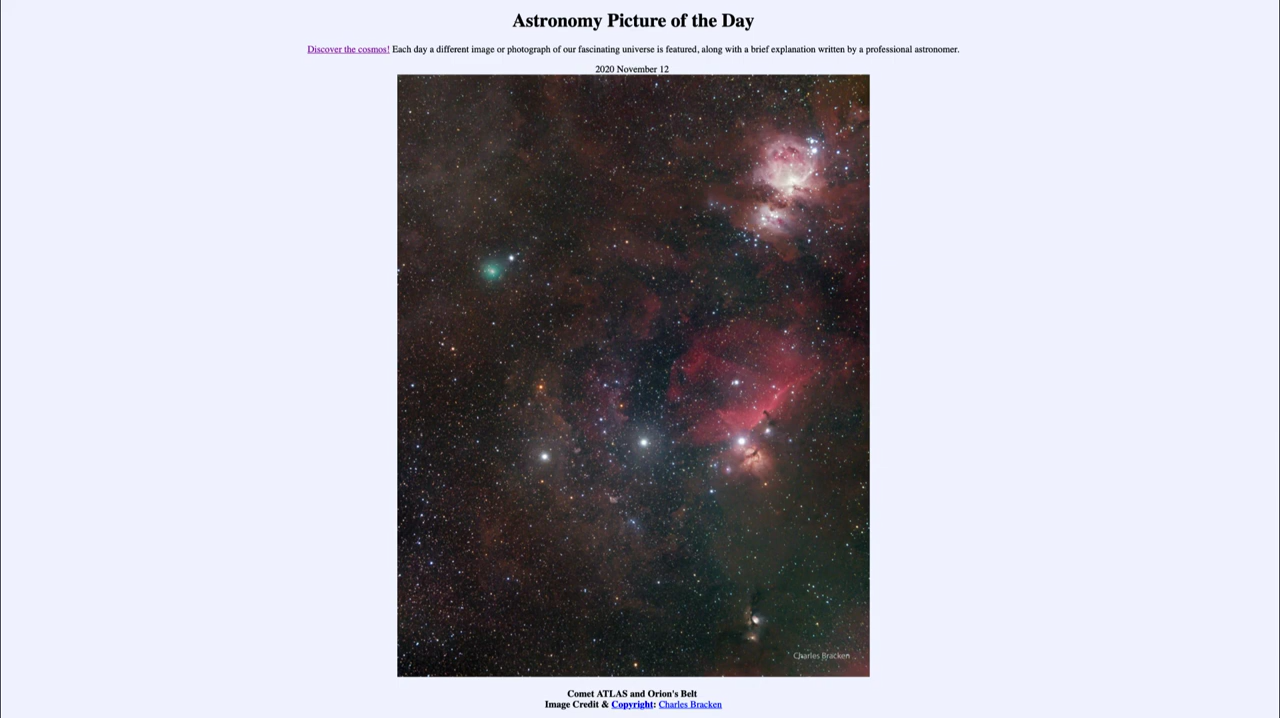 Astronomy Picture of the Day
Discover the cosmos! Each day a different image or photograph of our fascinating universe is featured, along with a brief explanation written by a professional astronomer.
2020 November 12
Charles Bracken
Comet ATLAS and Orion's Belt
Image Credit & Copyright: Charles Bracken